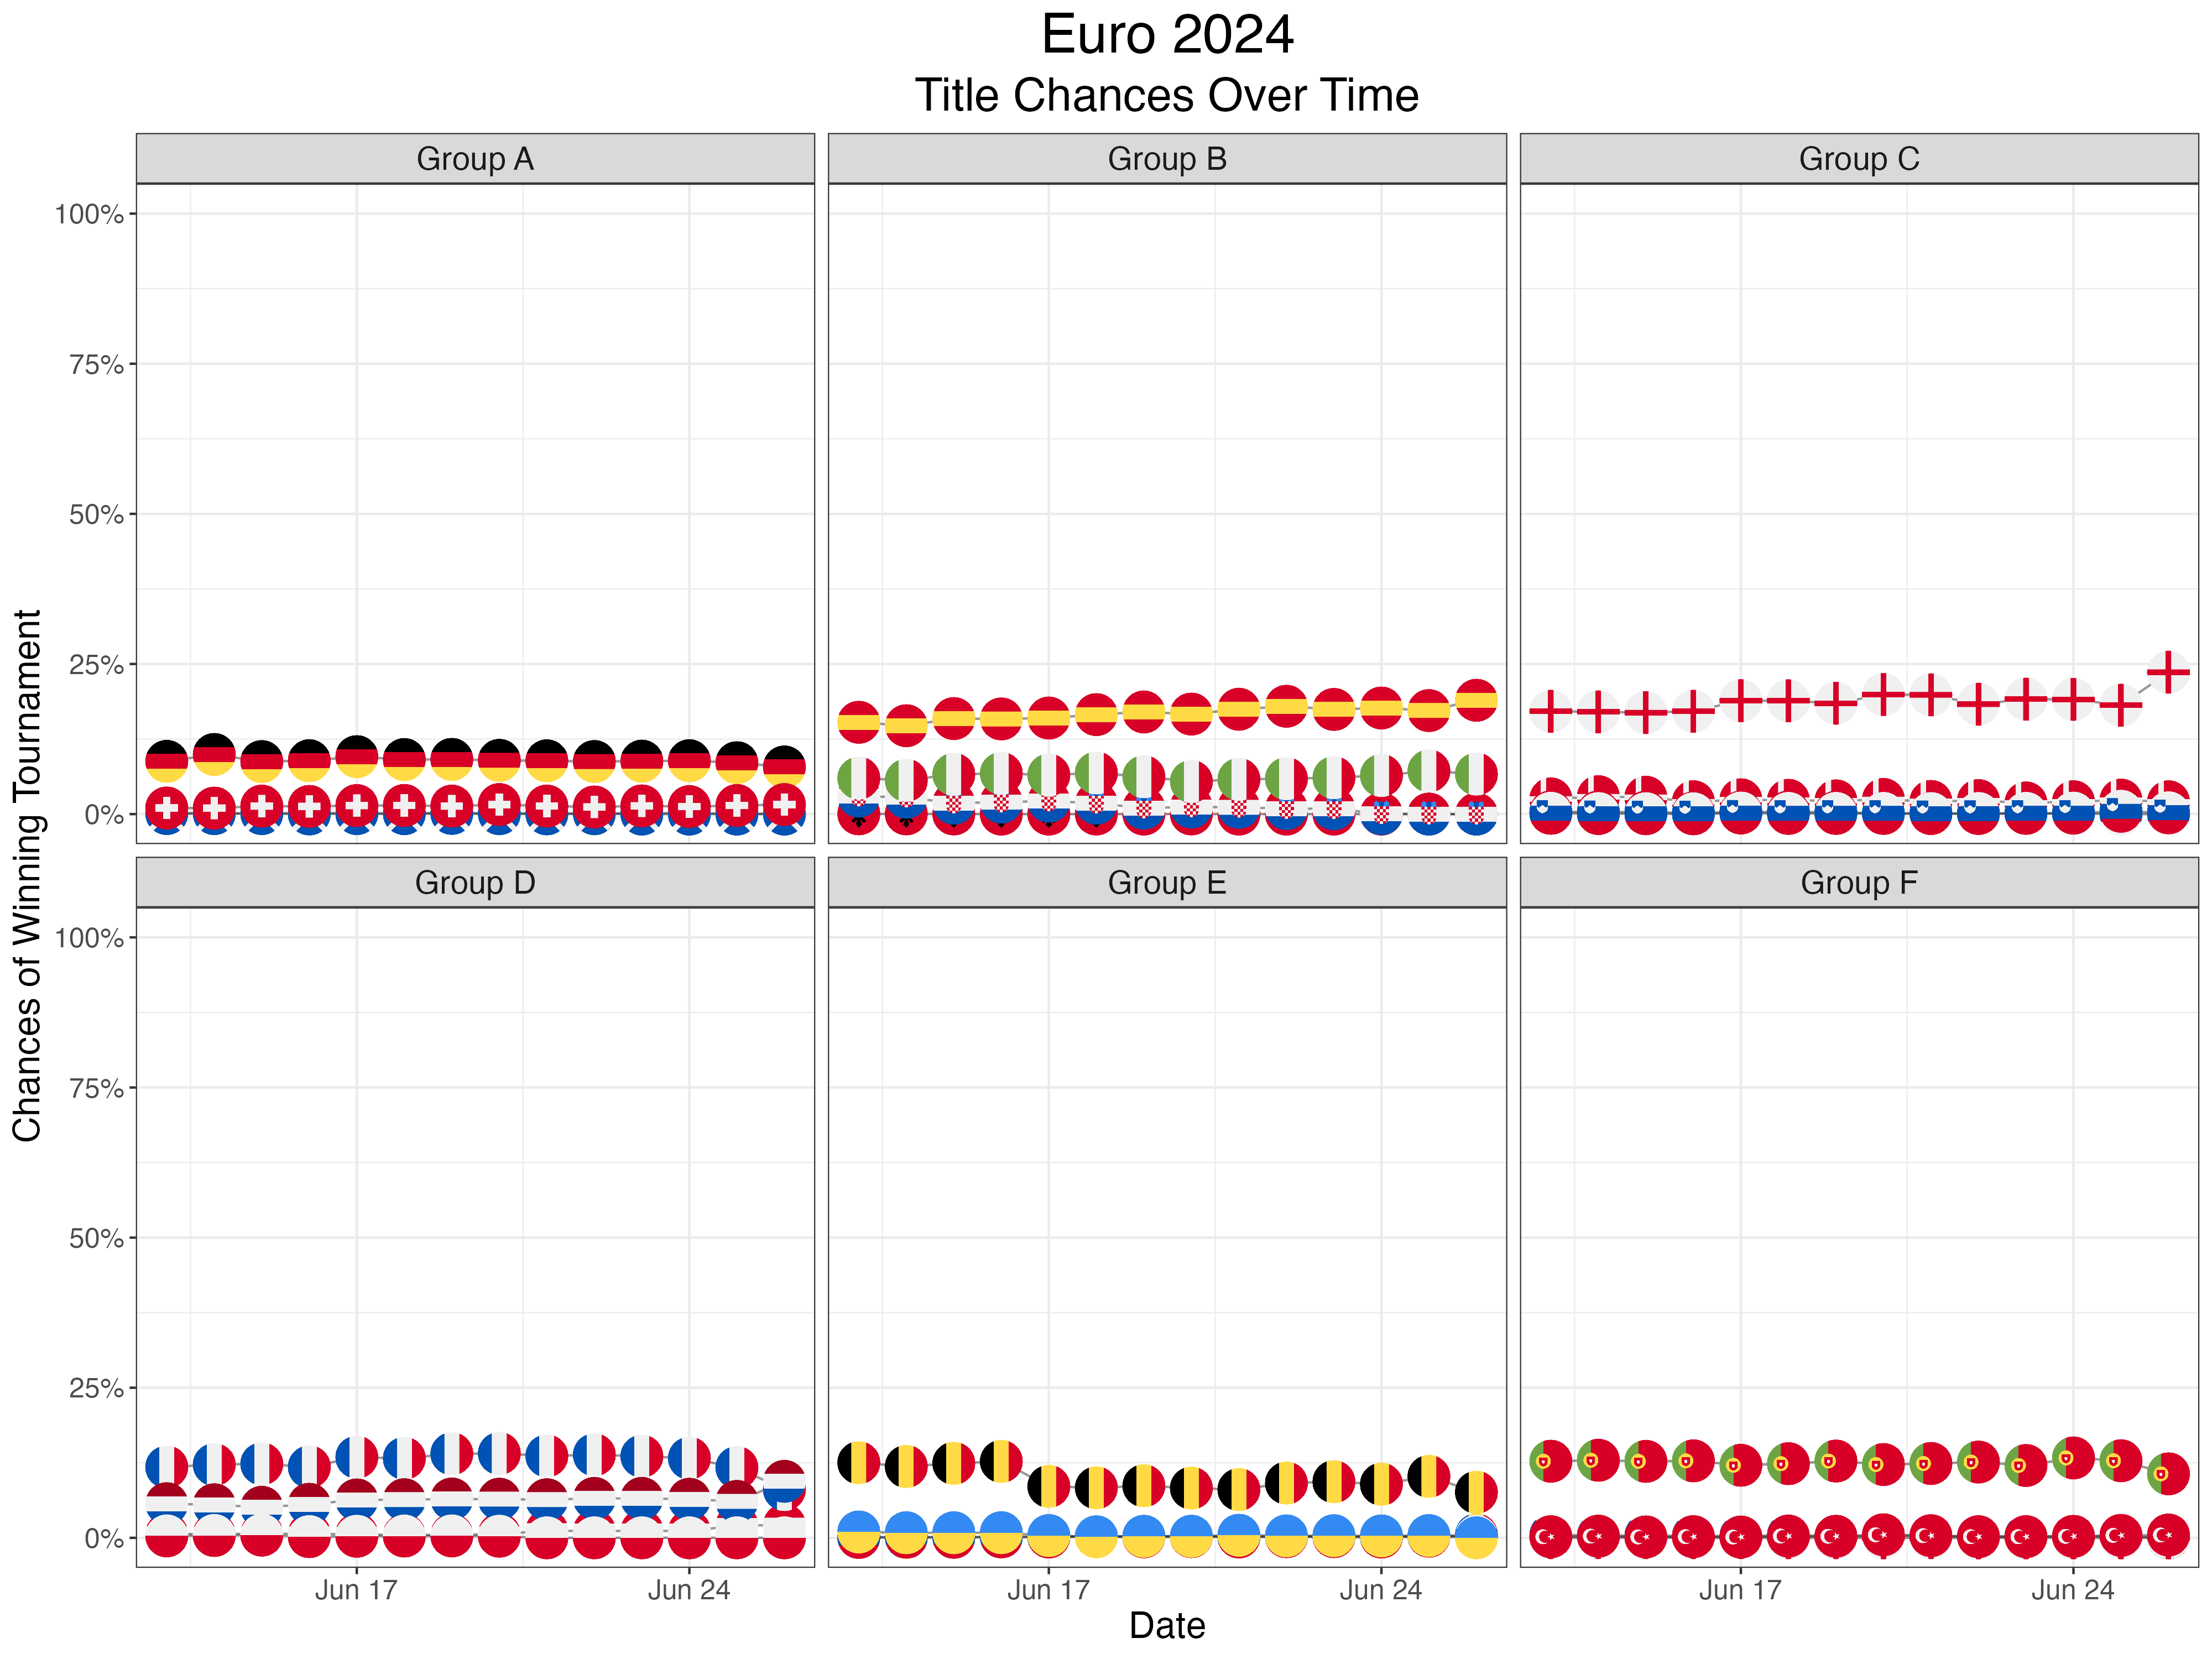 Euro 2024
Title Chances Over Time
Group A
Group B
Group C
100%
75%
50%
25%
0%
Group D
Group E
Group F
100%
75%
50%
25%
0%
Jun 17
Jun 24
Jun 17
Jun 24
Jun 17
Jun 24
Date
Chances of Winning Tournament